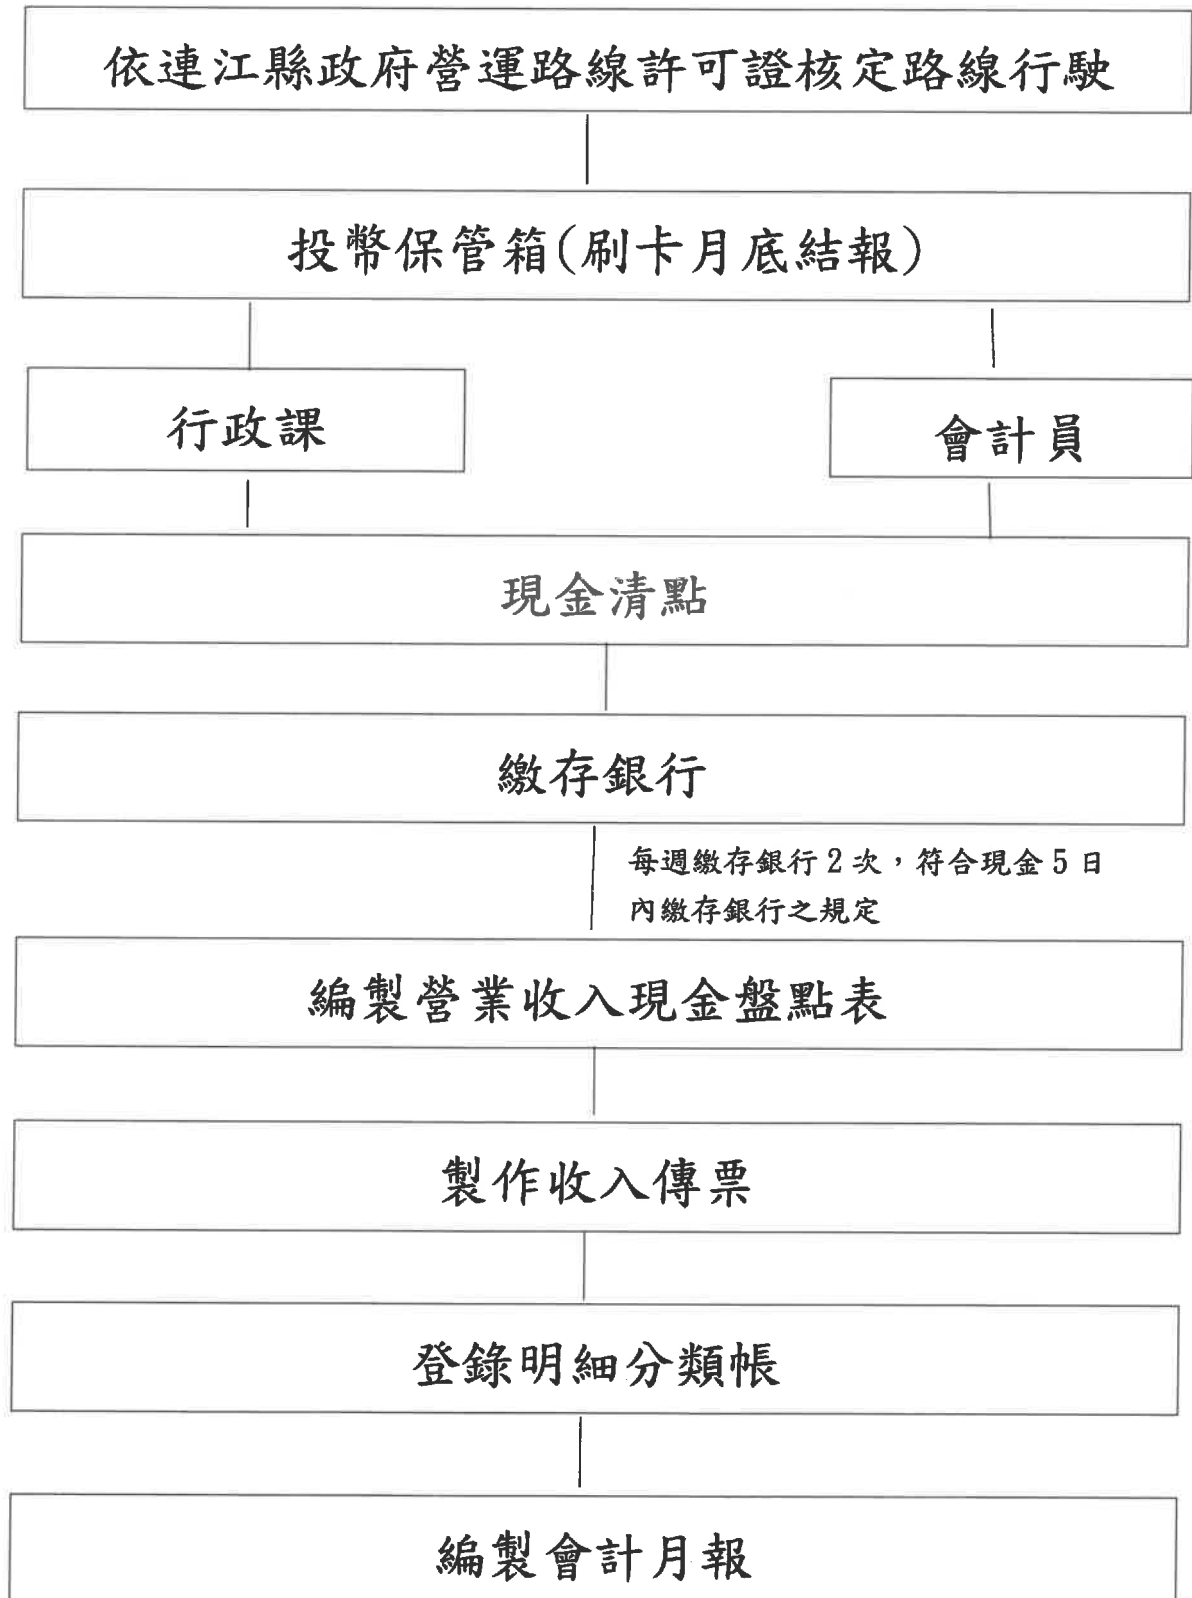 依連江縣政府營運路線許可證核定路線行駛
投幣保管箱(刷卡月底結報)
行政課
會計員
現金清點
繳存銀行
每週繳存銀行2次，符合現金5日
內繳存銀行之規定
編製營業收入現金盤點表
製作收入傳票
登錄明細分類帳
編製會計月報